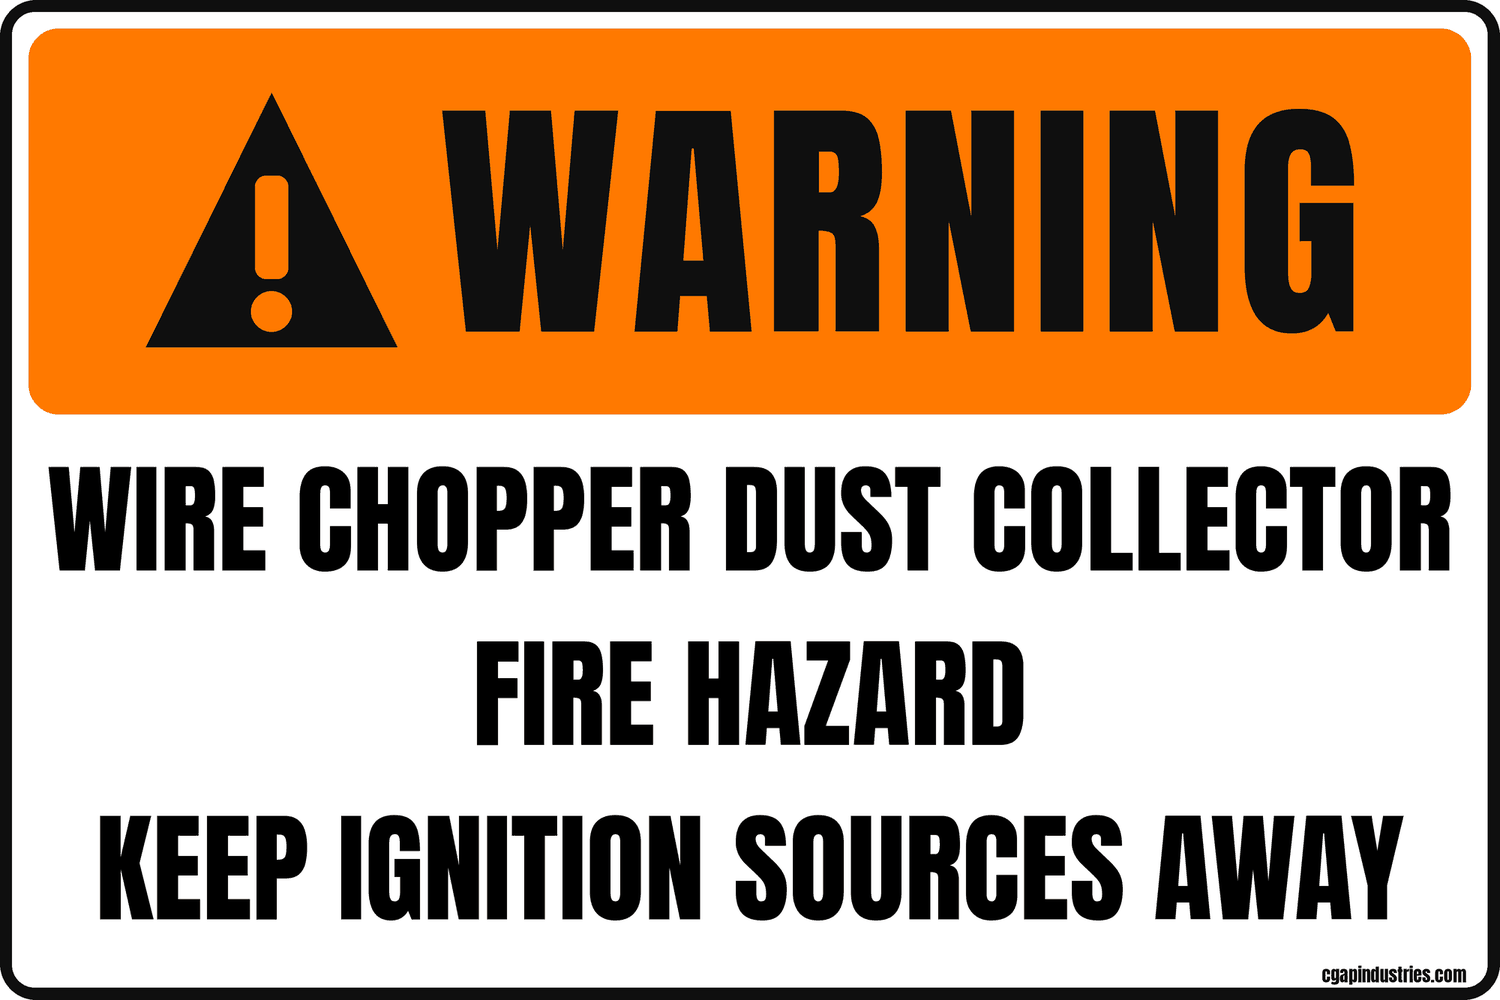 WARNING
WIRE CHOPPER DUST COLLECTOR
FIRE HAZARD
KEEP IGNITION SOURCES AWAY
cgapindustries.com